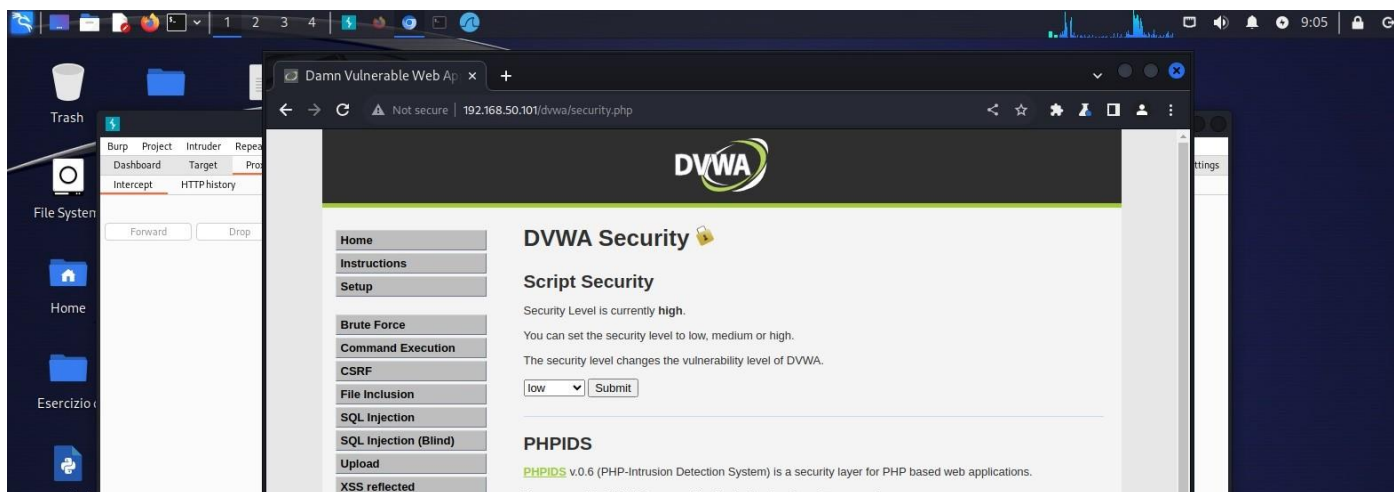 1 2 3 4 9:05
Damn Vulnerable Web Ap
Trash
Not secure 192.168.50.101/dvwa/security.php
Burp Project Intruder Repea
Dashboard Target Pro
ttings
Intercept HTTP history
DVWA
File System
Forward Drop
Home
Instructions
Setup
Brute Force
Command Execution
CSRF
File Inclusion
SQL Injection
SQL Injection (Blind)
Upload
XSS reflected
DVWA Security
Script Security
Security Level is currently high.
You can set the security level to low, medium or high.
The security level changes the vulnerability level of DVWA.
low Submit
PHPIDS
PHPIDS v.0.6 (PHP-Intrusion Detection System) is a security layer for PHP based web applications.
Home
Esercizio